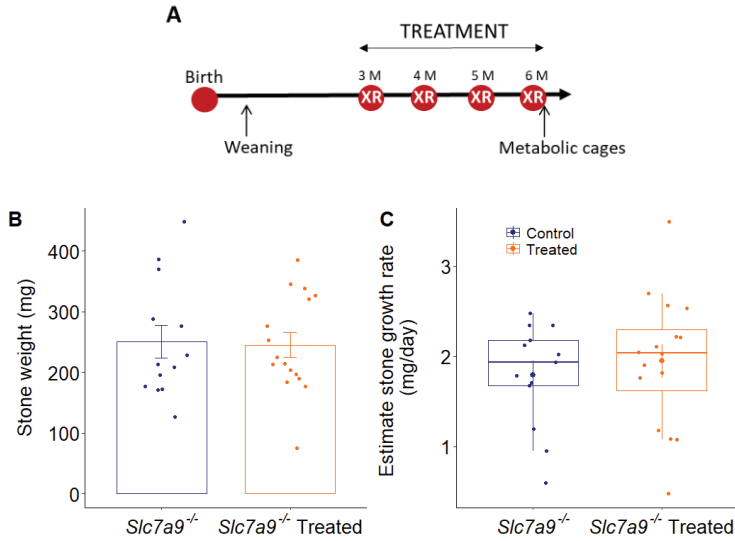 A
TREATMENT
Birth
3 M 4 M 5 M 6 M
XR XR XR XR
Weaning
Metabolic cages
B
Stone weight (mg)
400
300
200
100
0
Slc7a9-/-
Slc7a9-/- Treated
C
Estimate stone growth rate
(mg/day)
Control
Treated
3
2
1
Slc7a9-/-
Slc7a9-/- Treated